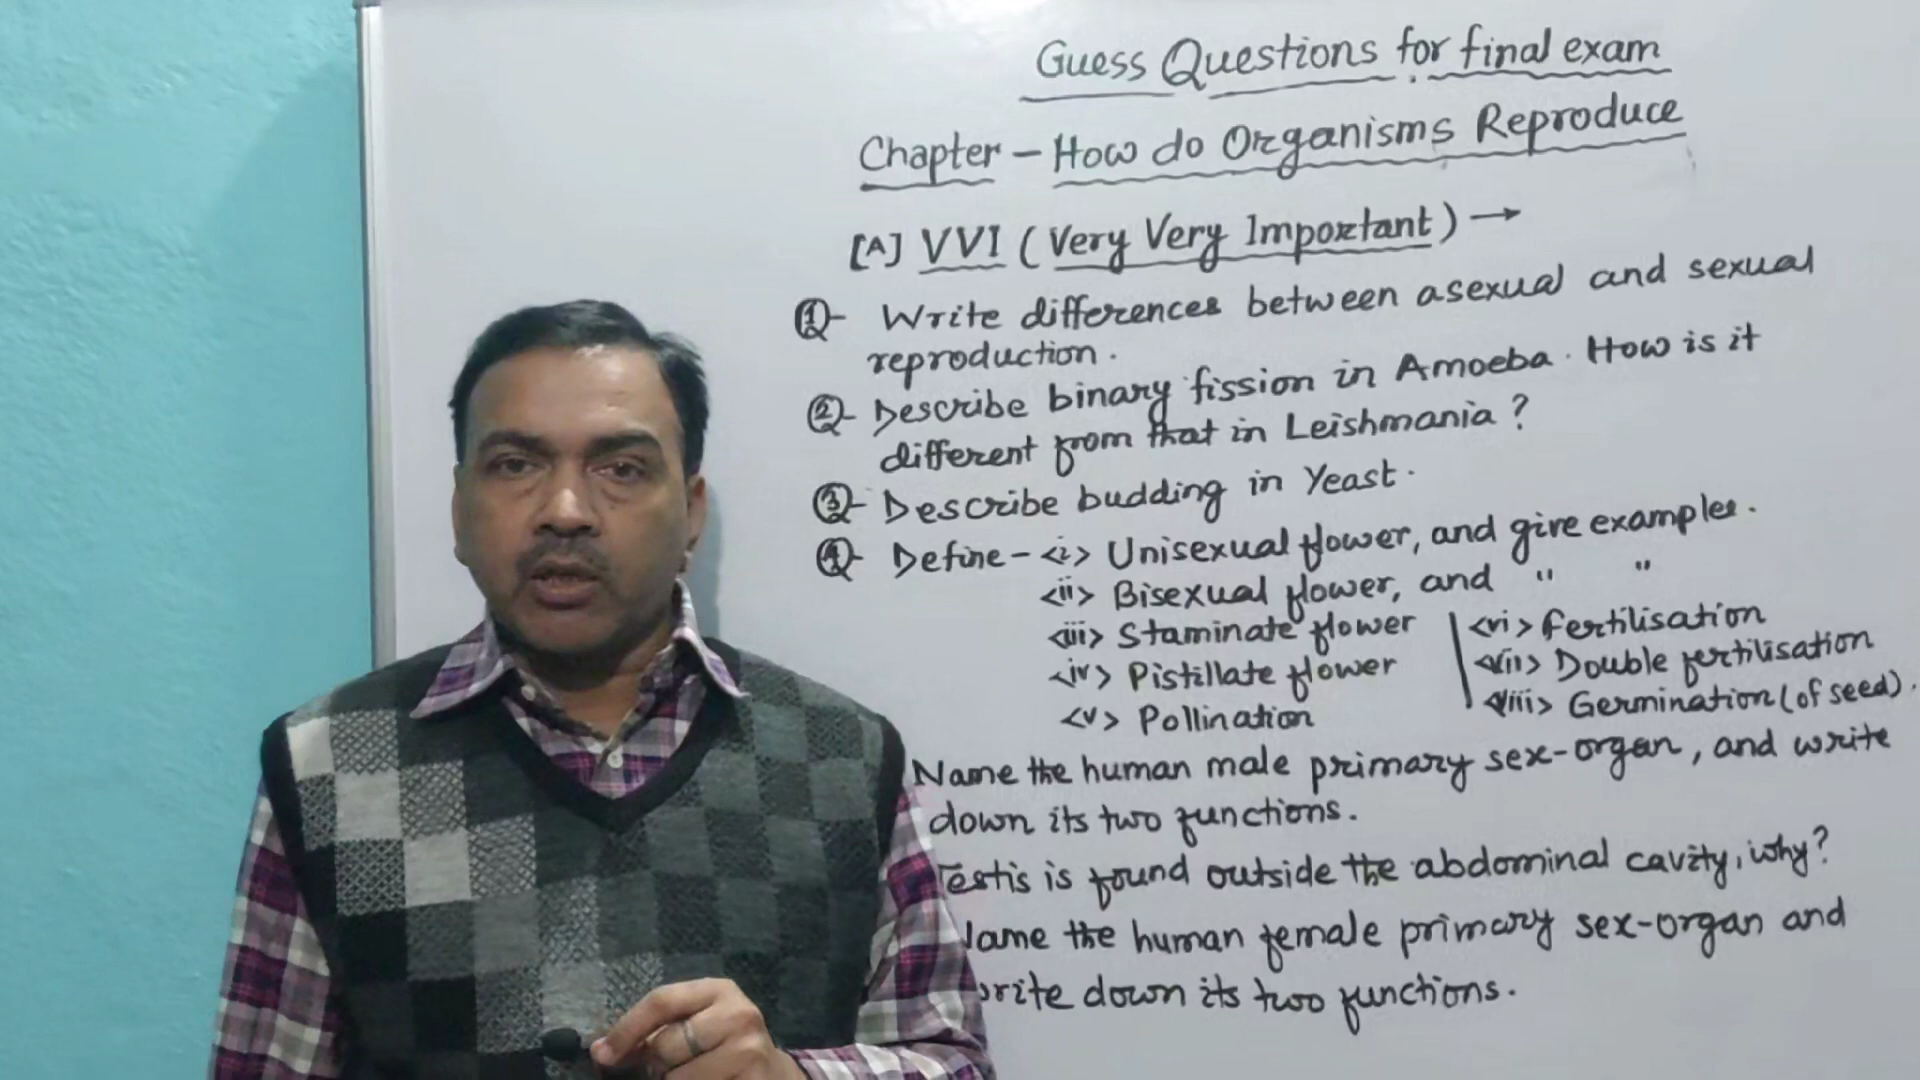 Guess Questions for final exam
Chapter – How do Organisms Reproduce
[A] VVI (Very Very Important) →
Q1- Write differences between asexual and sexual
reproduction.
Q2- Describe binary fission in Amoeba. How is it
different from that in Leishmania?
Q3- Describe budding in Yeast.
Q4- Define - <i> Unisexual flower, and give examples.
<ii> Bisexual flower, and " "
<iii> Staminate flower
<iv> Pistillate flower
<v> Pollination
<vi> fertilisation
<vii> Double fertilisation
<viii> Germination (of seed).
Name the human male primary sex-organ, and write
down its two functions.
Testis is found outside the abdominal cavity, why?
Name the human female primary sex-organ and
write down its two functions.